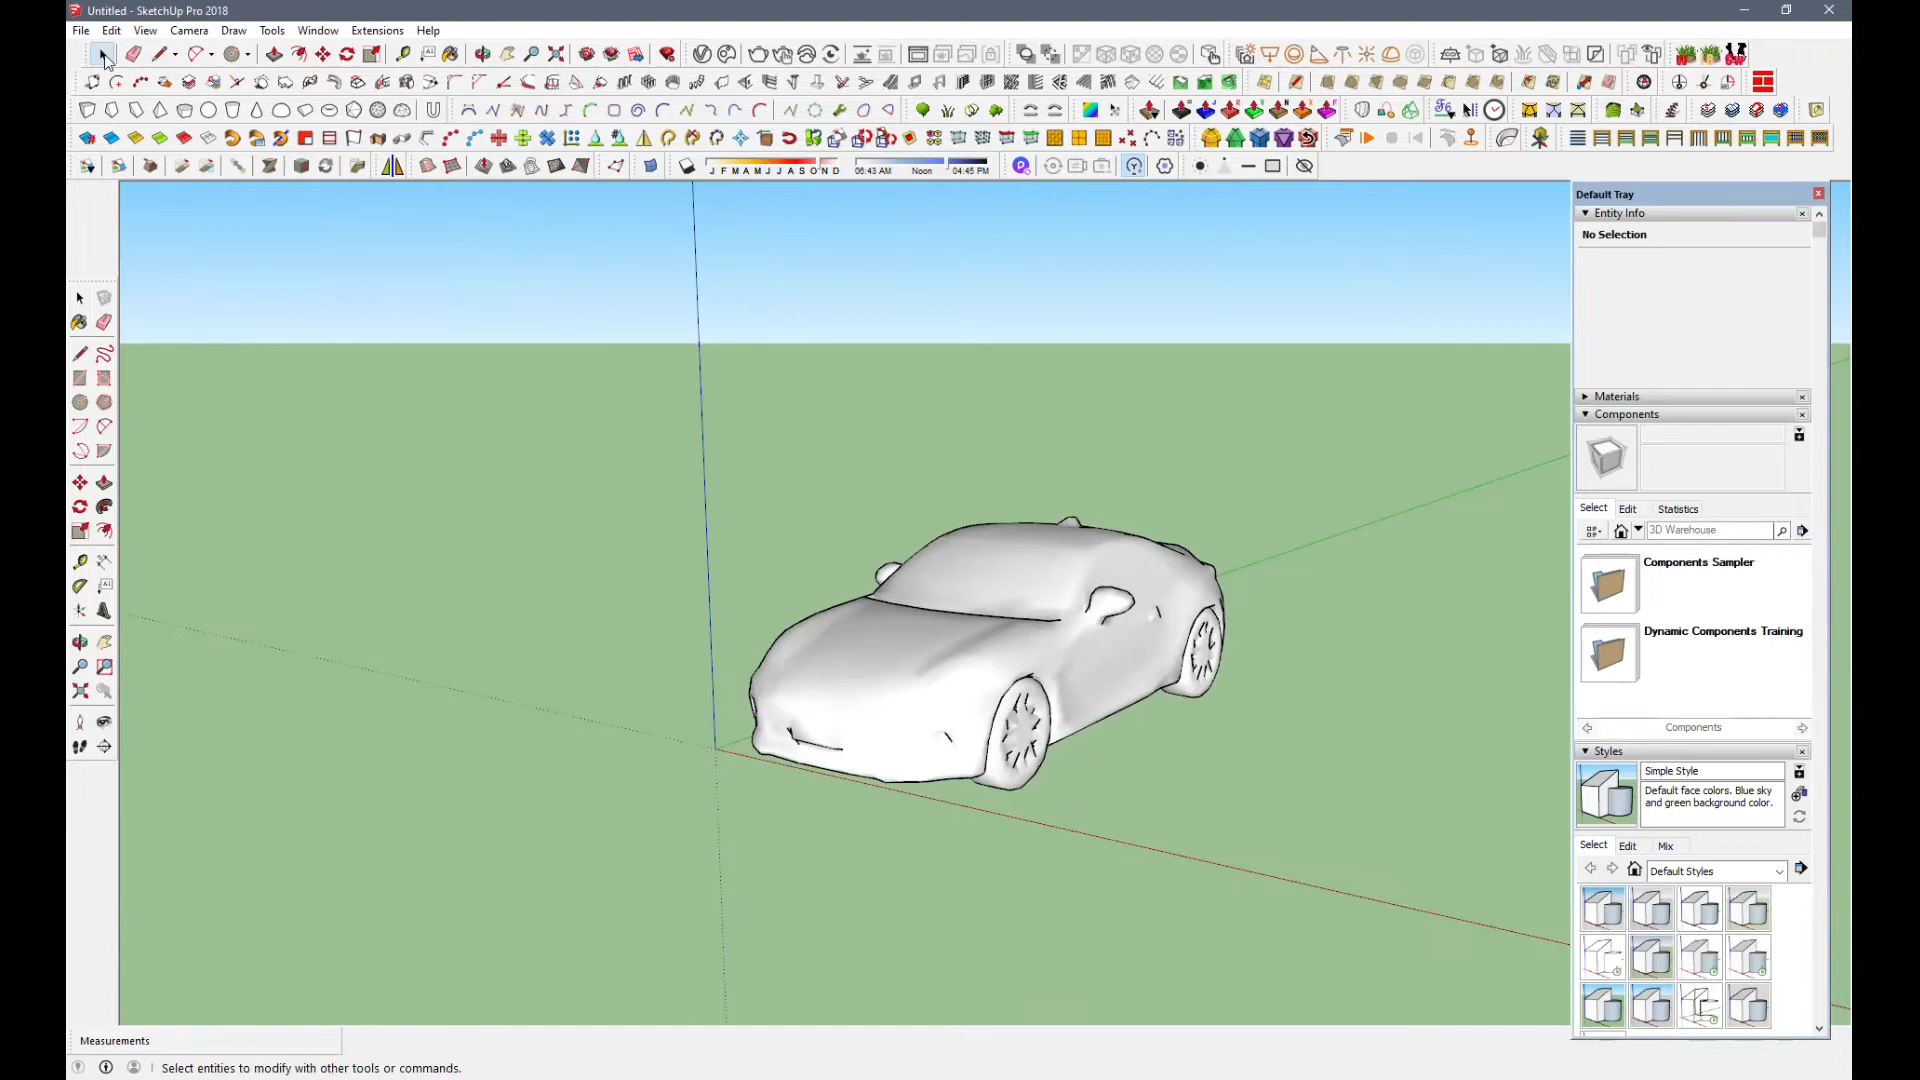 Untitled - SketchUp Pro 2018
File Edit View Camera Draw Tools Window Extensions Help
J F M A M J J A S O N D 06:43 AM Noon 04:45 PM
Default Tray
Entity Info
No Selection
Materials
Components
Select Edit Statistics
3D Warehouse
Components Sampler
Dynamic Components Training
Components
Styles
Simple Style
Default face colors. Blue sky
and green background color.
Select Edit Mix
Default Styles
Measurements
Select entities to modify with other tools or commands.